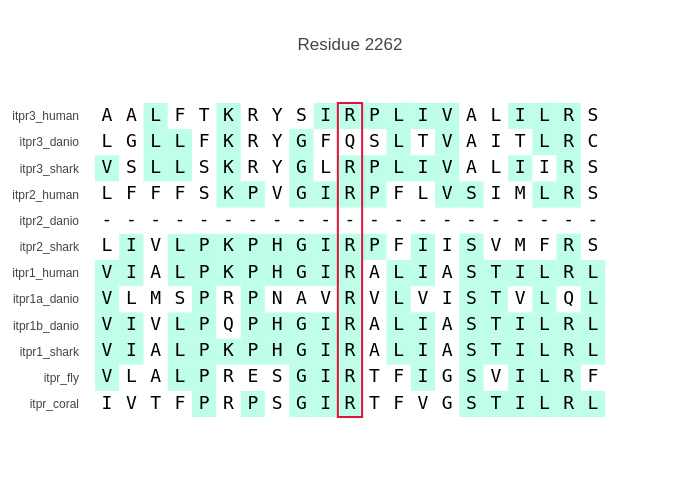 Residue 2262
itpr3_human A A L F T K R Y S I R P L I V A L I L R S
itpr3_danio L G L L F K R Y G F Q S L T V A I T L R C
itpr3_shark V S L L S K R Y G L R P L I V A L I I R S
itpr2_human L F F F S K P V G I R P F L V S I M L R S
itpr2_danio - - - - - - - - - - - - - - - - - - - - -
itpr2_shark L I V L P K P H G I R P F I I S V M F R S
itpr1_human V I A L P K P H G I R A L I A S T I L R L
itpr1a_danio V L M S P R P N A V R V L V I S T V L Q L
itpr1b_danio V I V L P Q P H G I R A L I A S T I L R L
itpr1_shark V I A L P K P H G I R A L I A S T I L R L
itpr_fly V L A L P R E S G I R T F I G S V I L R F
itpr_coral I V T F P R P S G I R T F V G S T I L R L